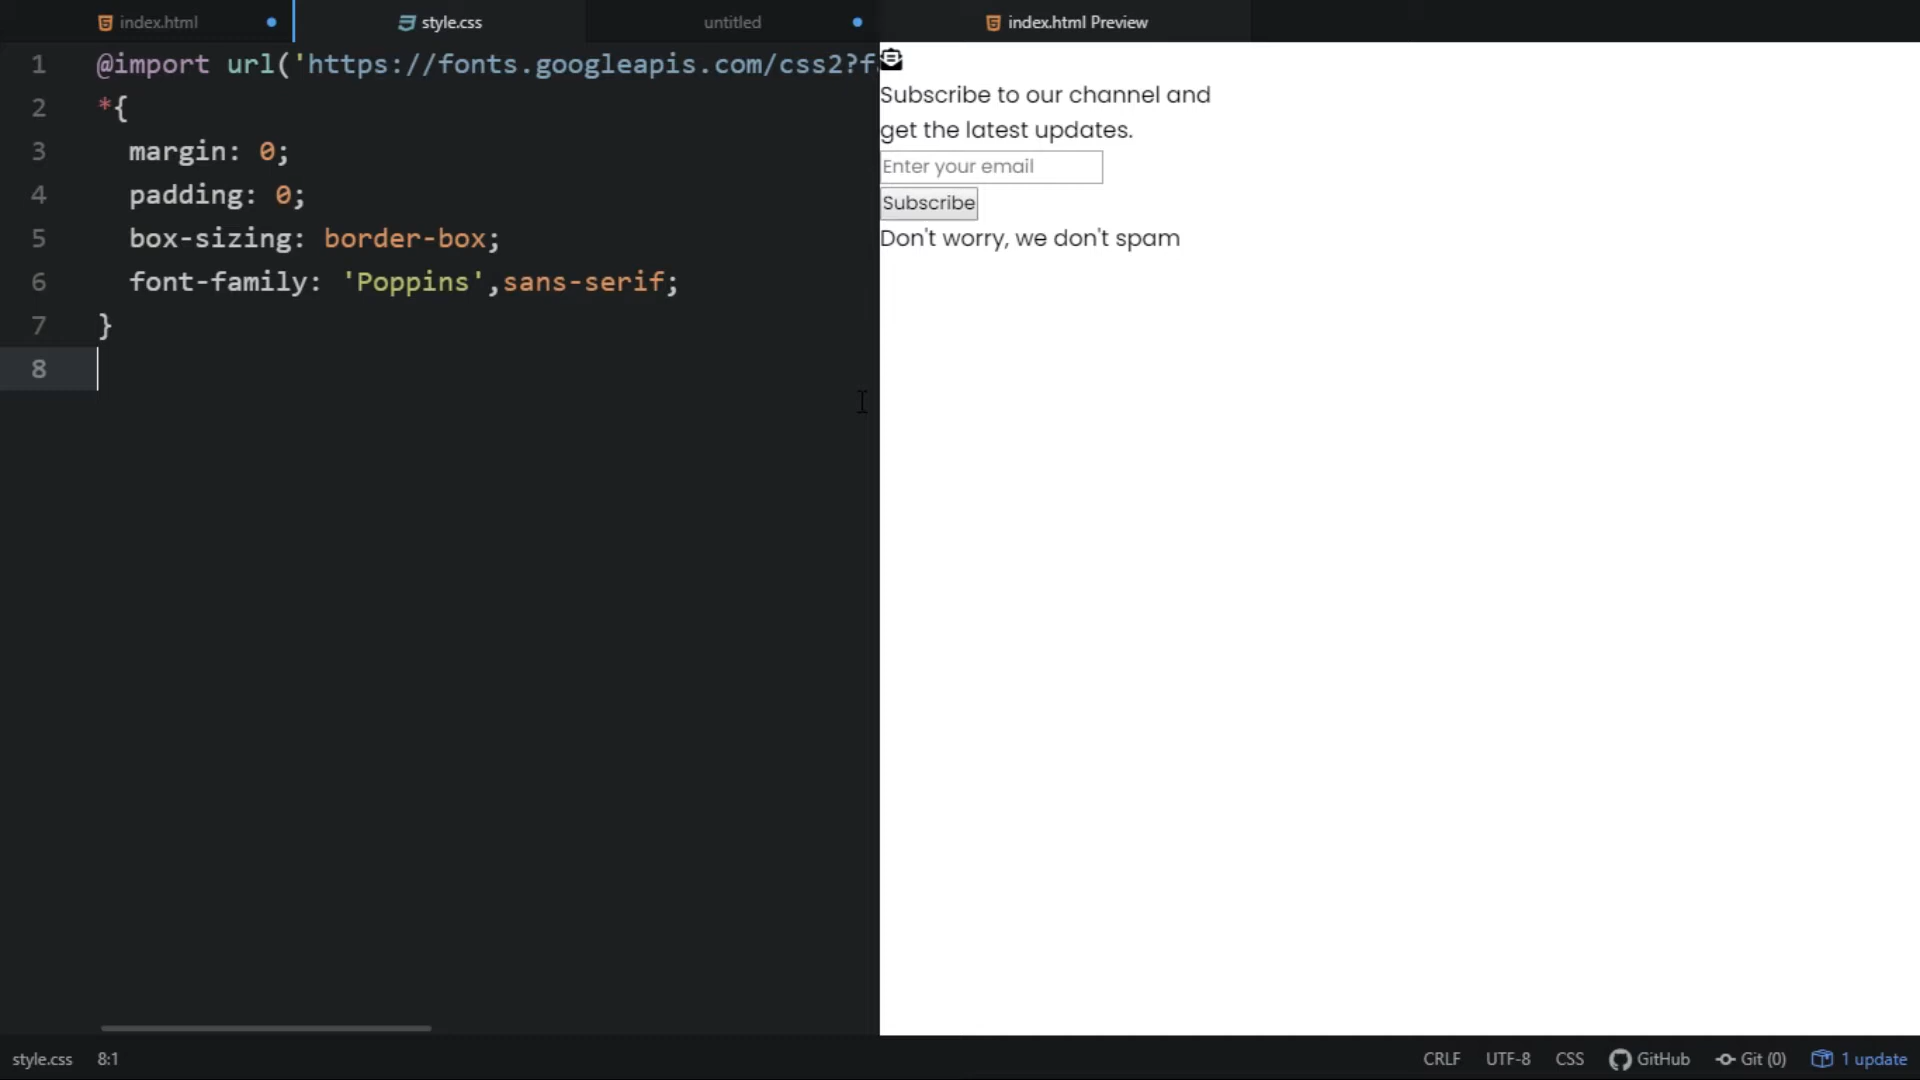 index.html
style.css
untitled
index.html Preview
1 @import url('https://fonts.googleapis.com/css2?f
2 *{
3 margin: 0;
4 padding: 0;
5 box-sizing: border-box;
6 font-family: 'Poppins',sans-serif;
7 }
8
Subscribe to our channel and
get the latest updates.
Enter your email
Subscribe
Don't worry, we don't spam
style.css 8:1 CRLF UTF-8 CSS GitHub Git (0) 1 update